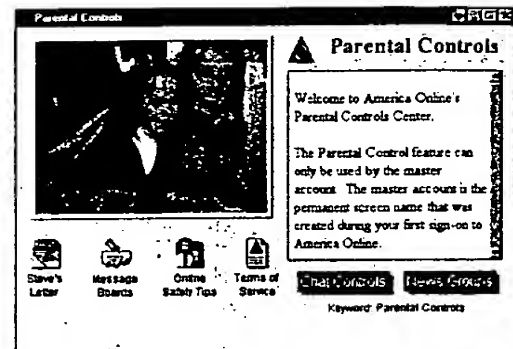 Parental Controls
Parental Controls
Welcome to America Online's
Parental Controls Center.
The Parental Control feature can
only be used by the master
account. The master account is the
permanent screen name that was
created during your first sign-on to
America Online.
Steve's
Letter
Message
Boards
Online
Safety Tips
Terms of
Service
Chat Controls
News Groups
Keyword: Parental Controls